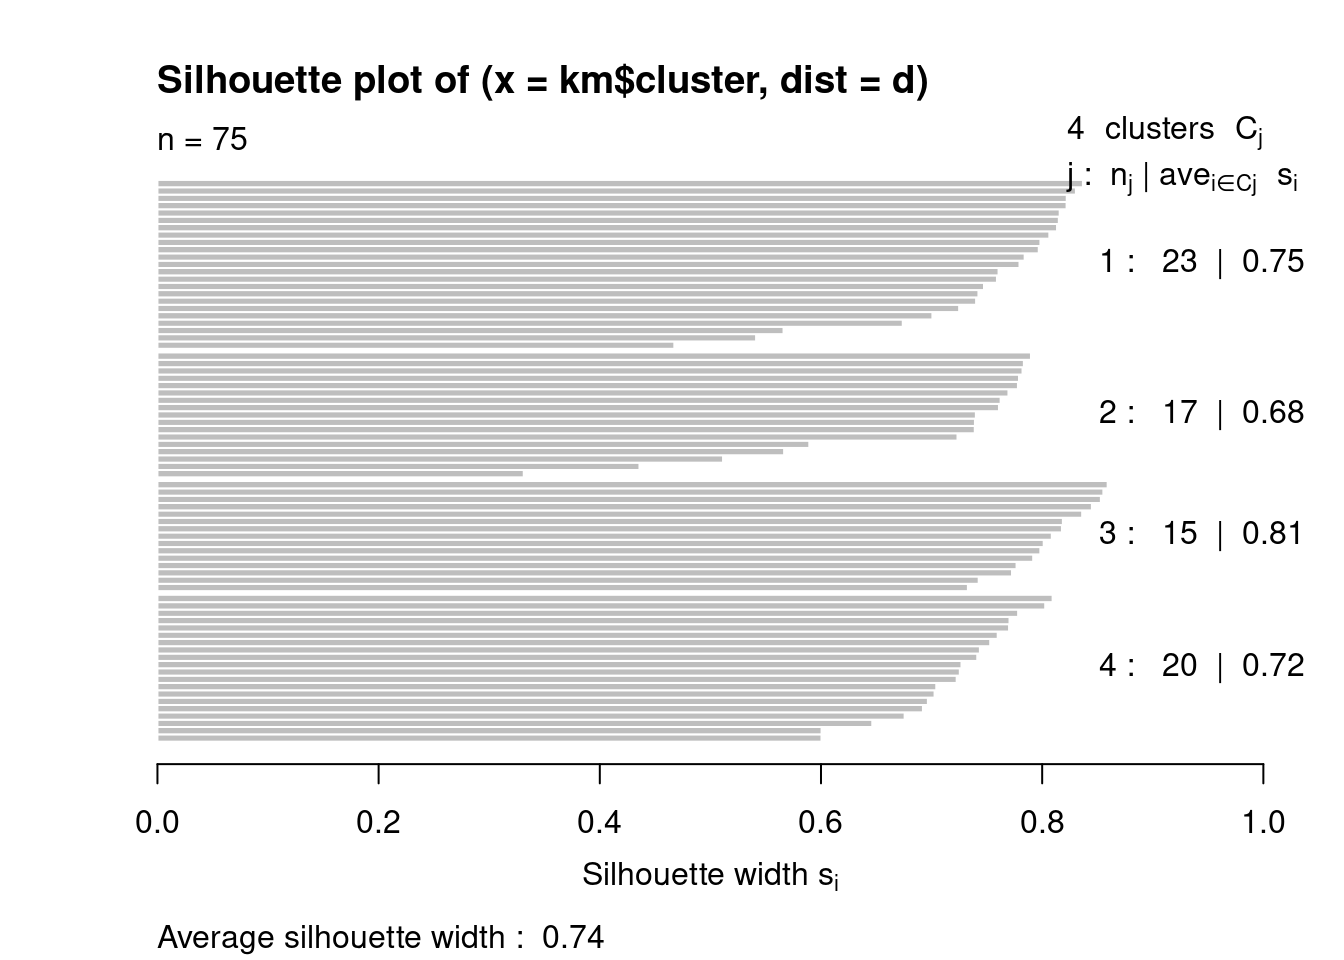 Silhouette plot of (x = km$cluster, dist = d)
n = 75
4 clusters Cj
j : nj | avei∈Cj si
1 : 23 | 0.75
2 : 17 | 0.68
3 : 15 | 0.81
4 : 20 | 0.72
0.0 0.2 0.4 0.6 0.8 1.0
Silhouette width si
Average silhouette width : 0.74